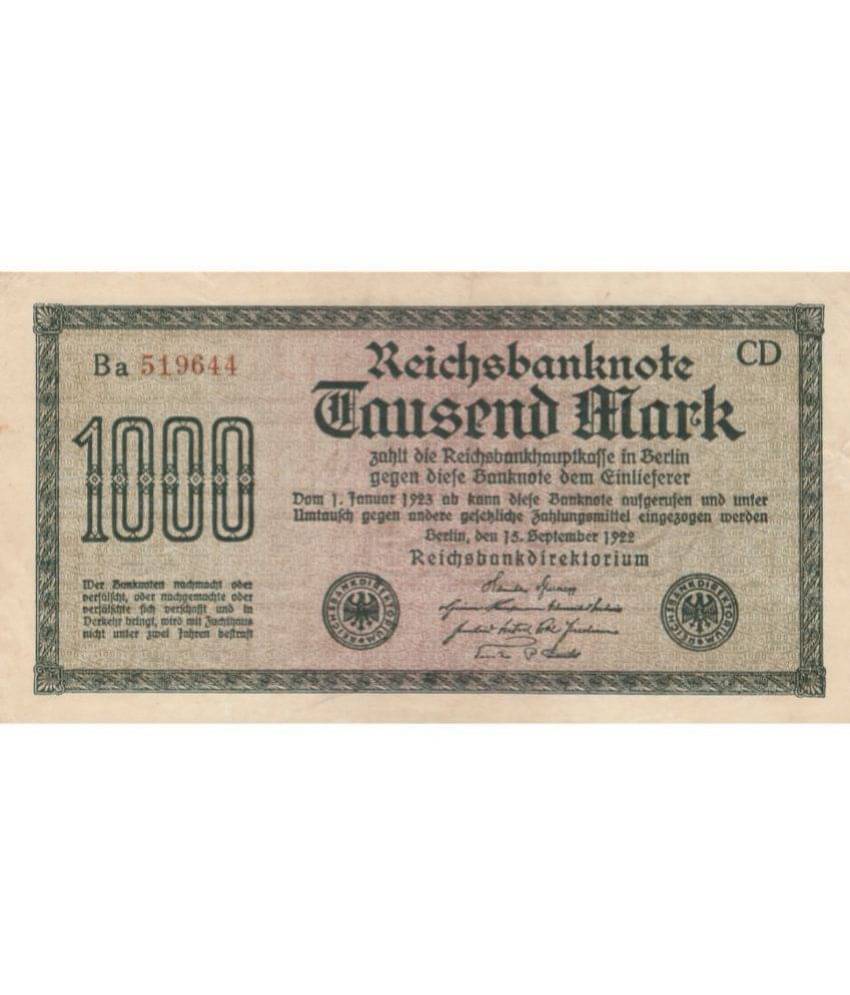 Ba 519644
CD
1000
Reichsbanknote
Tausend Mark
zahlt die Reichsbankhauptkasse in Berlin
gegen diese Banknote dem Einlieferer
Vom 1. Januar 1923 ab kann diese Banknote aufgerufen und unter
Umtausch gegen andere gesetzliche Zahlungsmittel eingezogen werden
Berlin, den 15. September 1922
Reichsbankdirektorium
Wer Banknoten nachmacht oder
verfälscht, oder nachgemachte oder
verfälschte sich verschafft und in
Verkehr bringt, wird mit Zuchthaus
nicht unter zwei Jahren bestraft
REICHSBANKDIREKTORIUM
REICHSBANKDIREKTORIUM